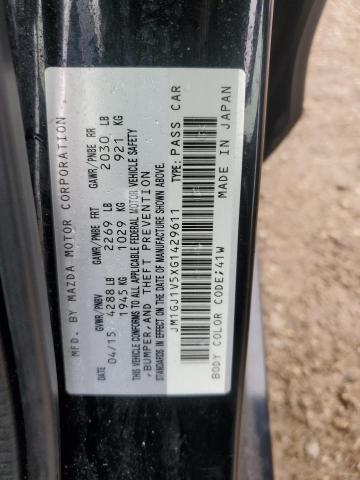 MFD. BY MAZDA MOTOR CORPORATION
DATE GVWR/PNBV GAWR/PNBE FRT GAWR/PNBE RR
04/15 4288 LB 2269 LB 2030 LB
1945 KG 1029 KG 921 KG
THIS VEHICLE CONFORMS TO ALL APPLICABLE FEDERAL MOTOR VEHICLE SAFETY
,BUMPER,AND THEFT PREVENTION
STANDARDS IN EFFECT ON THE DATE OF MANUFACTURE SHOWN ABOVE.
JM1GJ1V5XG1429611 TYPE: PASS CAR
BODY COLOR CODE;41W MADE IN JAPAN